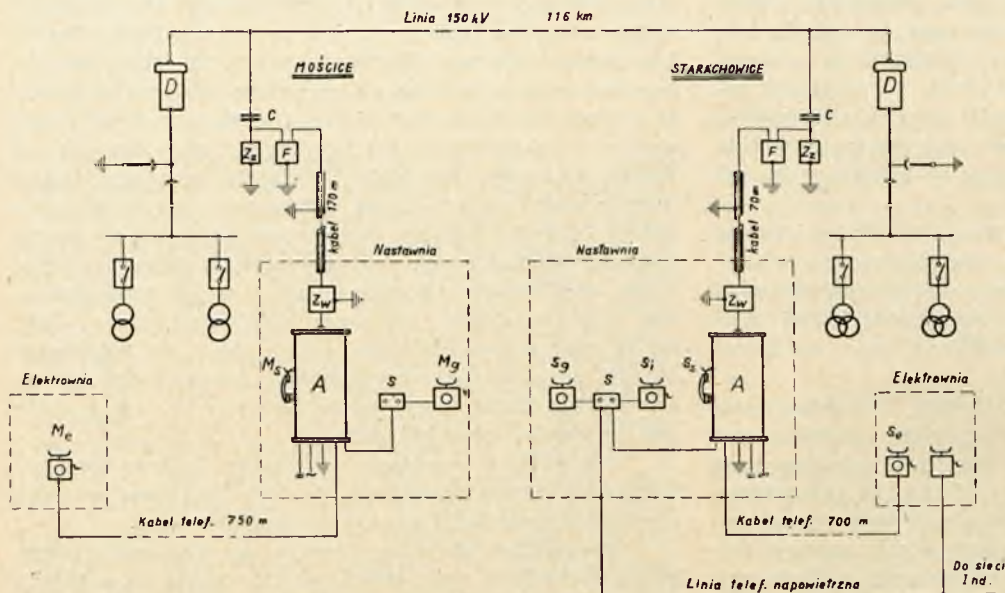 Linia 150 kV 116 km
MOŚCICE
STARACHOWICE
D
D
C
C
Zz
F
F
Zz
kabel 170 m
kabel 70 m
Nastawnia
Nastawnia
Zw
Zw
Ms
A
S
Mg
Sg
S
Si
Ss
A
Elektrownia
Elektrownia
Me
Se
Kabel telef. 750 m
Kabel telef. 700 m
Linia telef. napowietrzna
Do sieci
Ind.